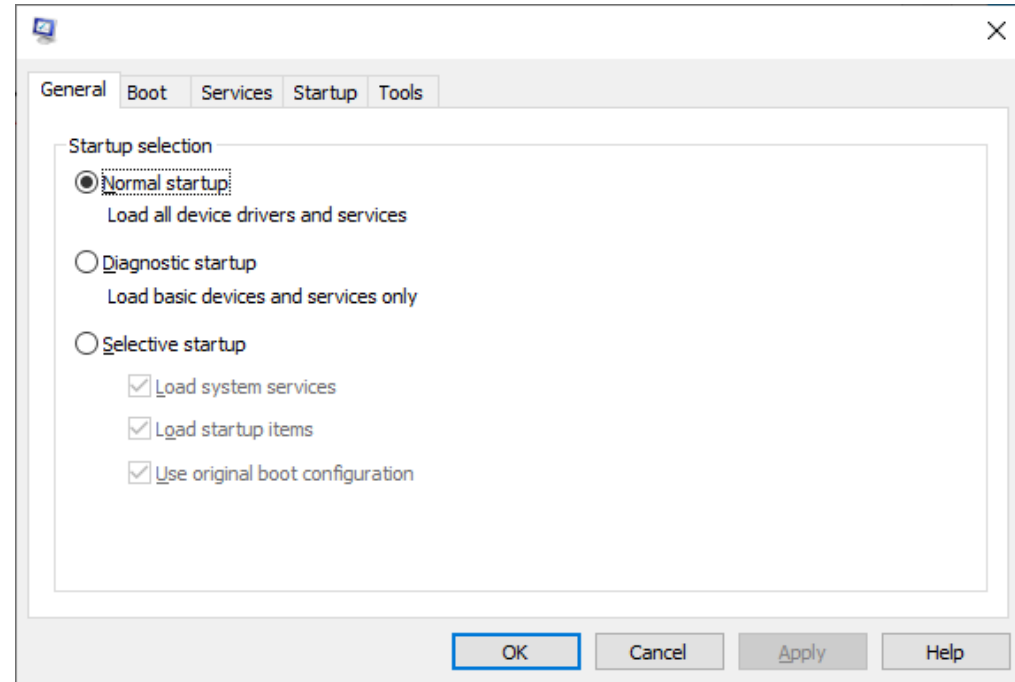 General Boot Services Startup Tools
Startup selection
Normal startup
Load all device drivers and services
Diagnostic startup
Load basic devices and services only
Selective startup
Load system services
Load startup items
Use original boot configuration
OK Cancel Apply Help